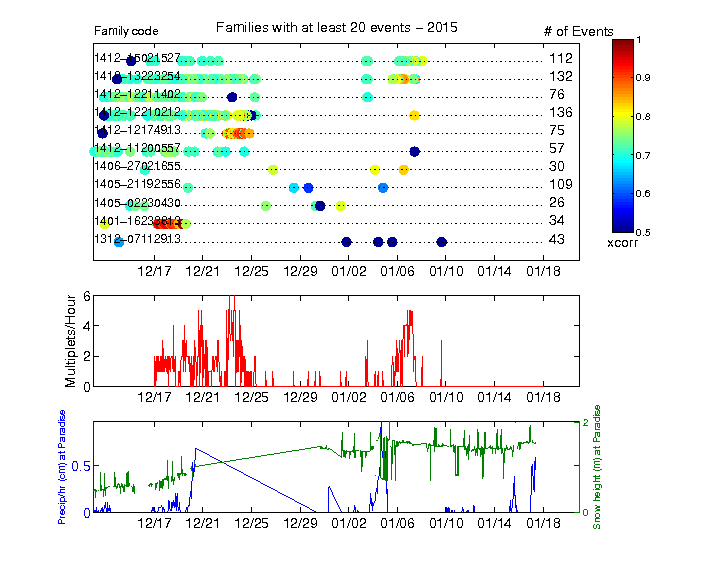 Families with at least 20 events − 2015
Family code
# of Events
1412−15021527 112
1412−13223254 132
1412−12211402 76
1412−12210212 136
1412−12174913 75
1412−11200557 57
1406−27021655 30
1405−21192556 109
1405−02230430 26
34
1312−07112913 43
12/17 12/21 12/25 12/29 01/02 01/06 01/10 01/14 01/18
1
0.9
0.8
0.7
0.6
0.5
xcorr
Multiplets/Hour
6
4
2
0
12/17 12/21 12/25 12/29 01/02 01/06 01/10 01/14 01/18
Precip/hr (cm) at Paradise
0.5
0
Snow height (m) at Paradise
2
1
0
12/17 12/21 12/25 12/29 01/02 01/06 01/10 01/14 01/18